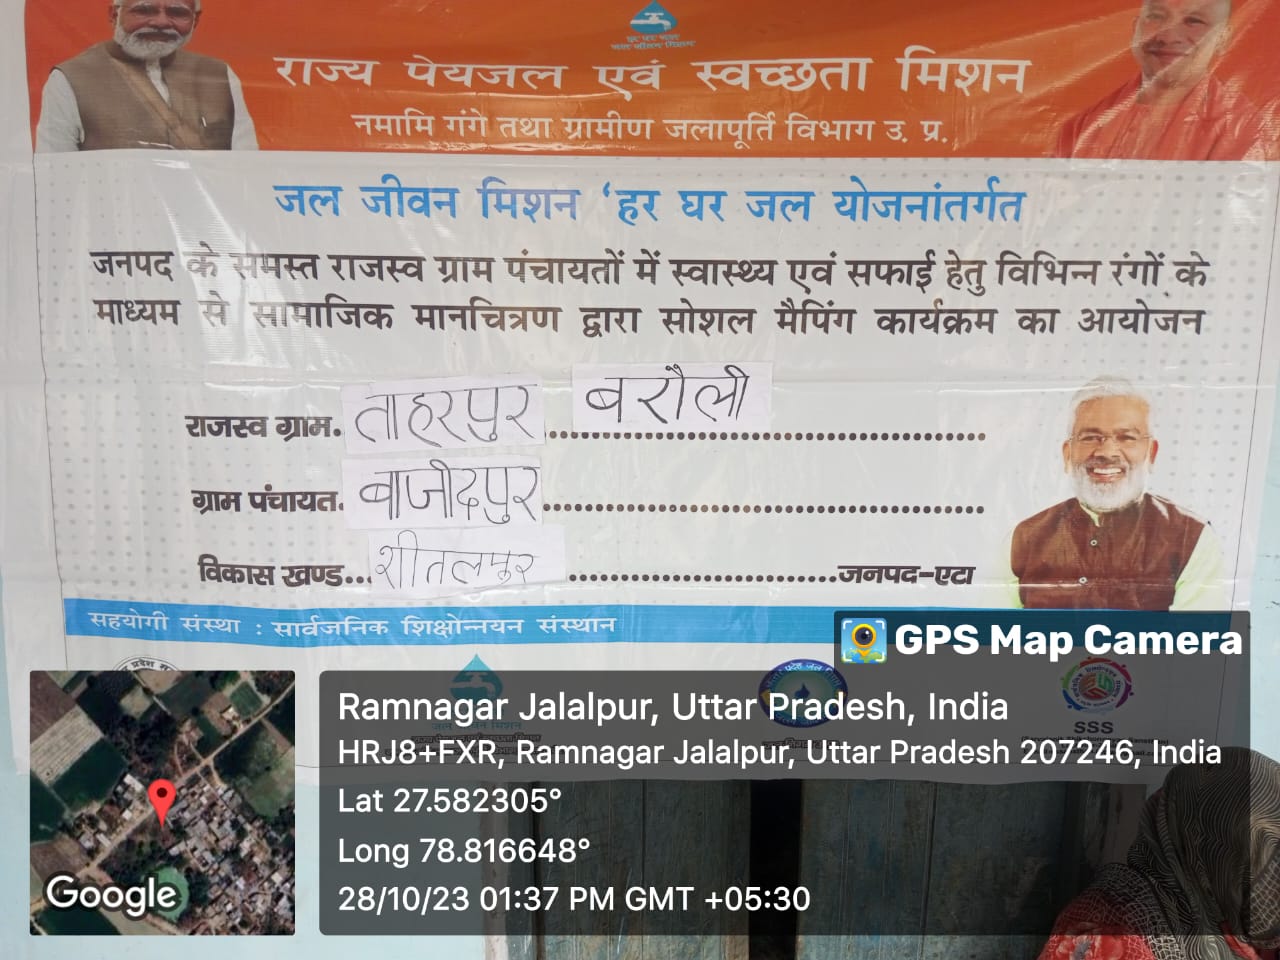 राज्य पेयजल एवं स्वच्छता मिशन
नमामि गंगे तथा ग्रामीण जलापूर्ति विभाग उ. प्र.
जल जीवन मिशन ‘हर घर जल योजनांतर्गत
जनपद के समस्त राजस्व ग्राम पंचायतों में स्वास्थ्य एवं सफाई हेतु विभिन्न रंगों के
माध्यम से सामाजिक मानचित्रण द्वारा सोशल मैपिंग कार्यक्रम का आयोजन
राजस्व ग्राम. ताहरपुर बरौली
ग्राम पंचायत. बाजीदपुर
विकास खण्ड... शीतलपुर जनपद-एटा
सहयोगी संस्था : सार्वजनिक शिक्षोन्नयन संस्थान
जल जीवन मिशन
SSS
GPS Map Camera
Ramnagar Jalalpur, Uttar Pradesh, India
HRJ8+FXR, Ramnagar Jalalpur, Uttar Pradesh 207246, India
Lat 27.582305°
Long 78.816648°
28/10/23 01:37 PM GMT +05:30
Google